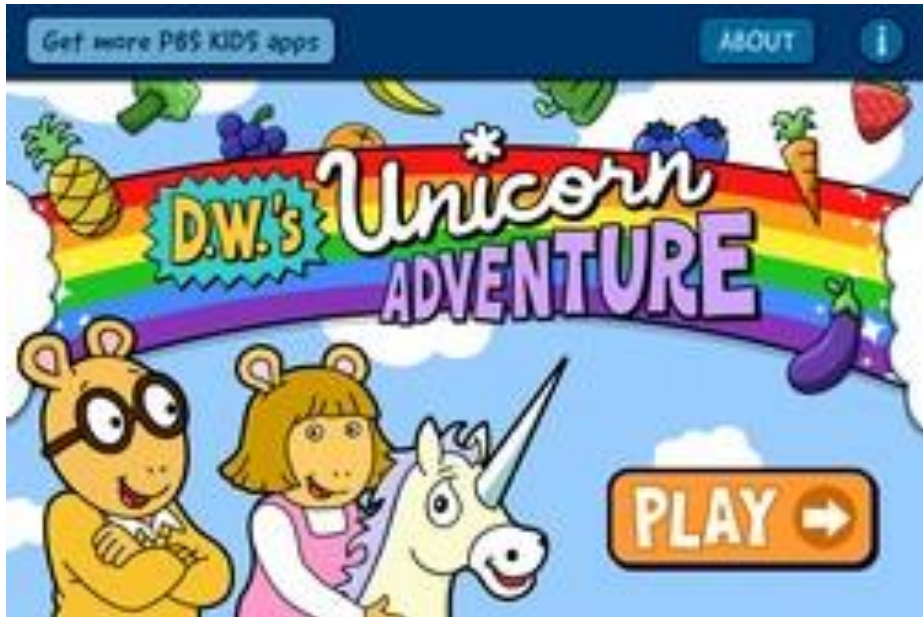 Get more PBS KIDS apps
ABOUT
i
D.W.'s Unicorn
ADVENTURE
PLAY